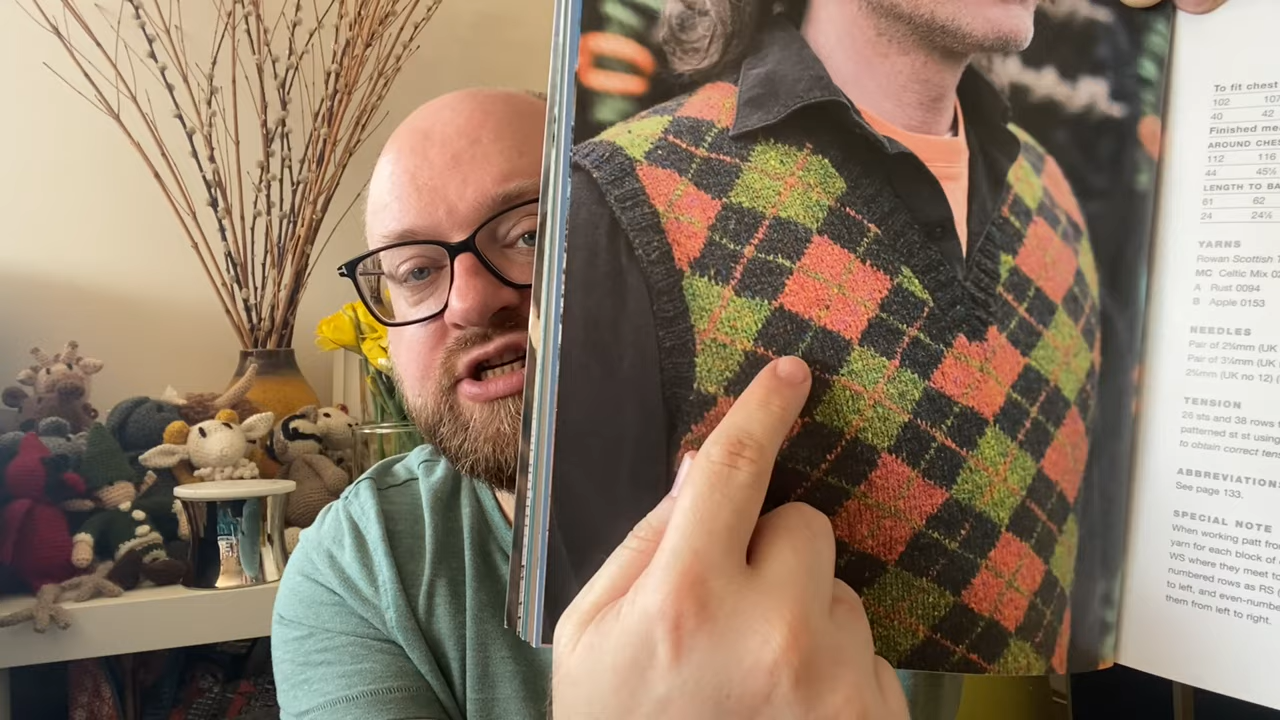 To fit chest
102 107
40 42
Finished me
AROUND CHE
112 116
44 45½
LENGTH TO BA
61 62
24 24½
YARNS
Rowan Scottish T
MC Celtic Mix 02
A Rust 0094
B Apple 0153
NEEDLES
Pair of 2¾mm (UK
Pair of 3¼mm (UK
2¾mm (UK no 12) (
TENSION
26 sts and 38 rows
patterned st st using
to obtain correct tens
ABBREVIATION
See page 133.
SPECIAL NOTE
When working patt fro
yarn for each block of
WS where they meet to
numbered rows as RS
to left, and even-numbe
them from left to right.